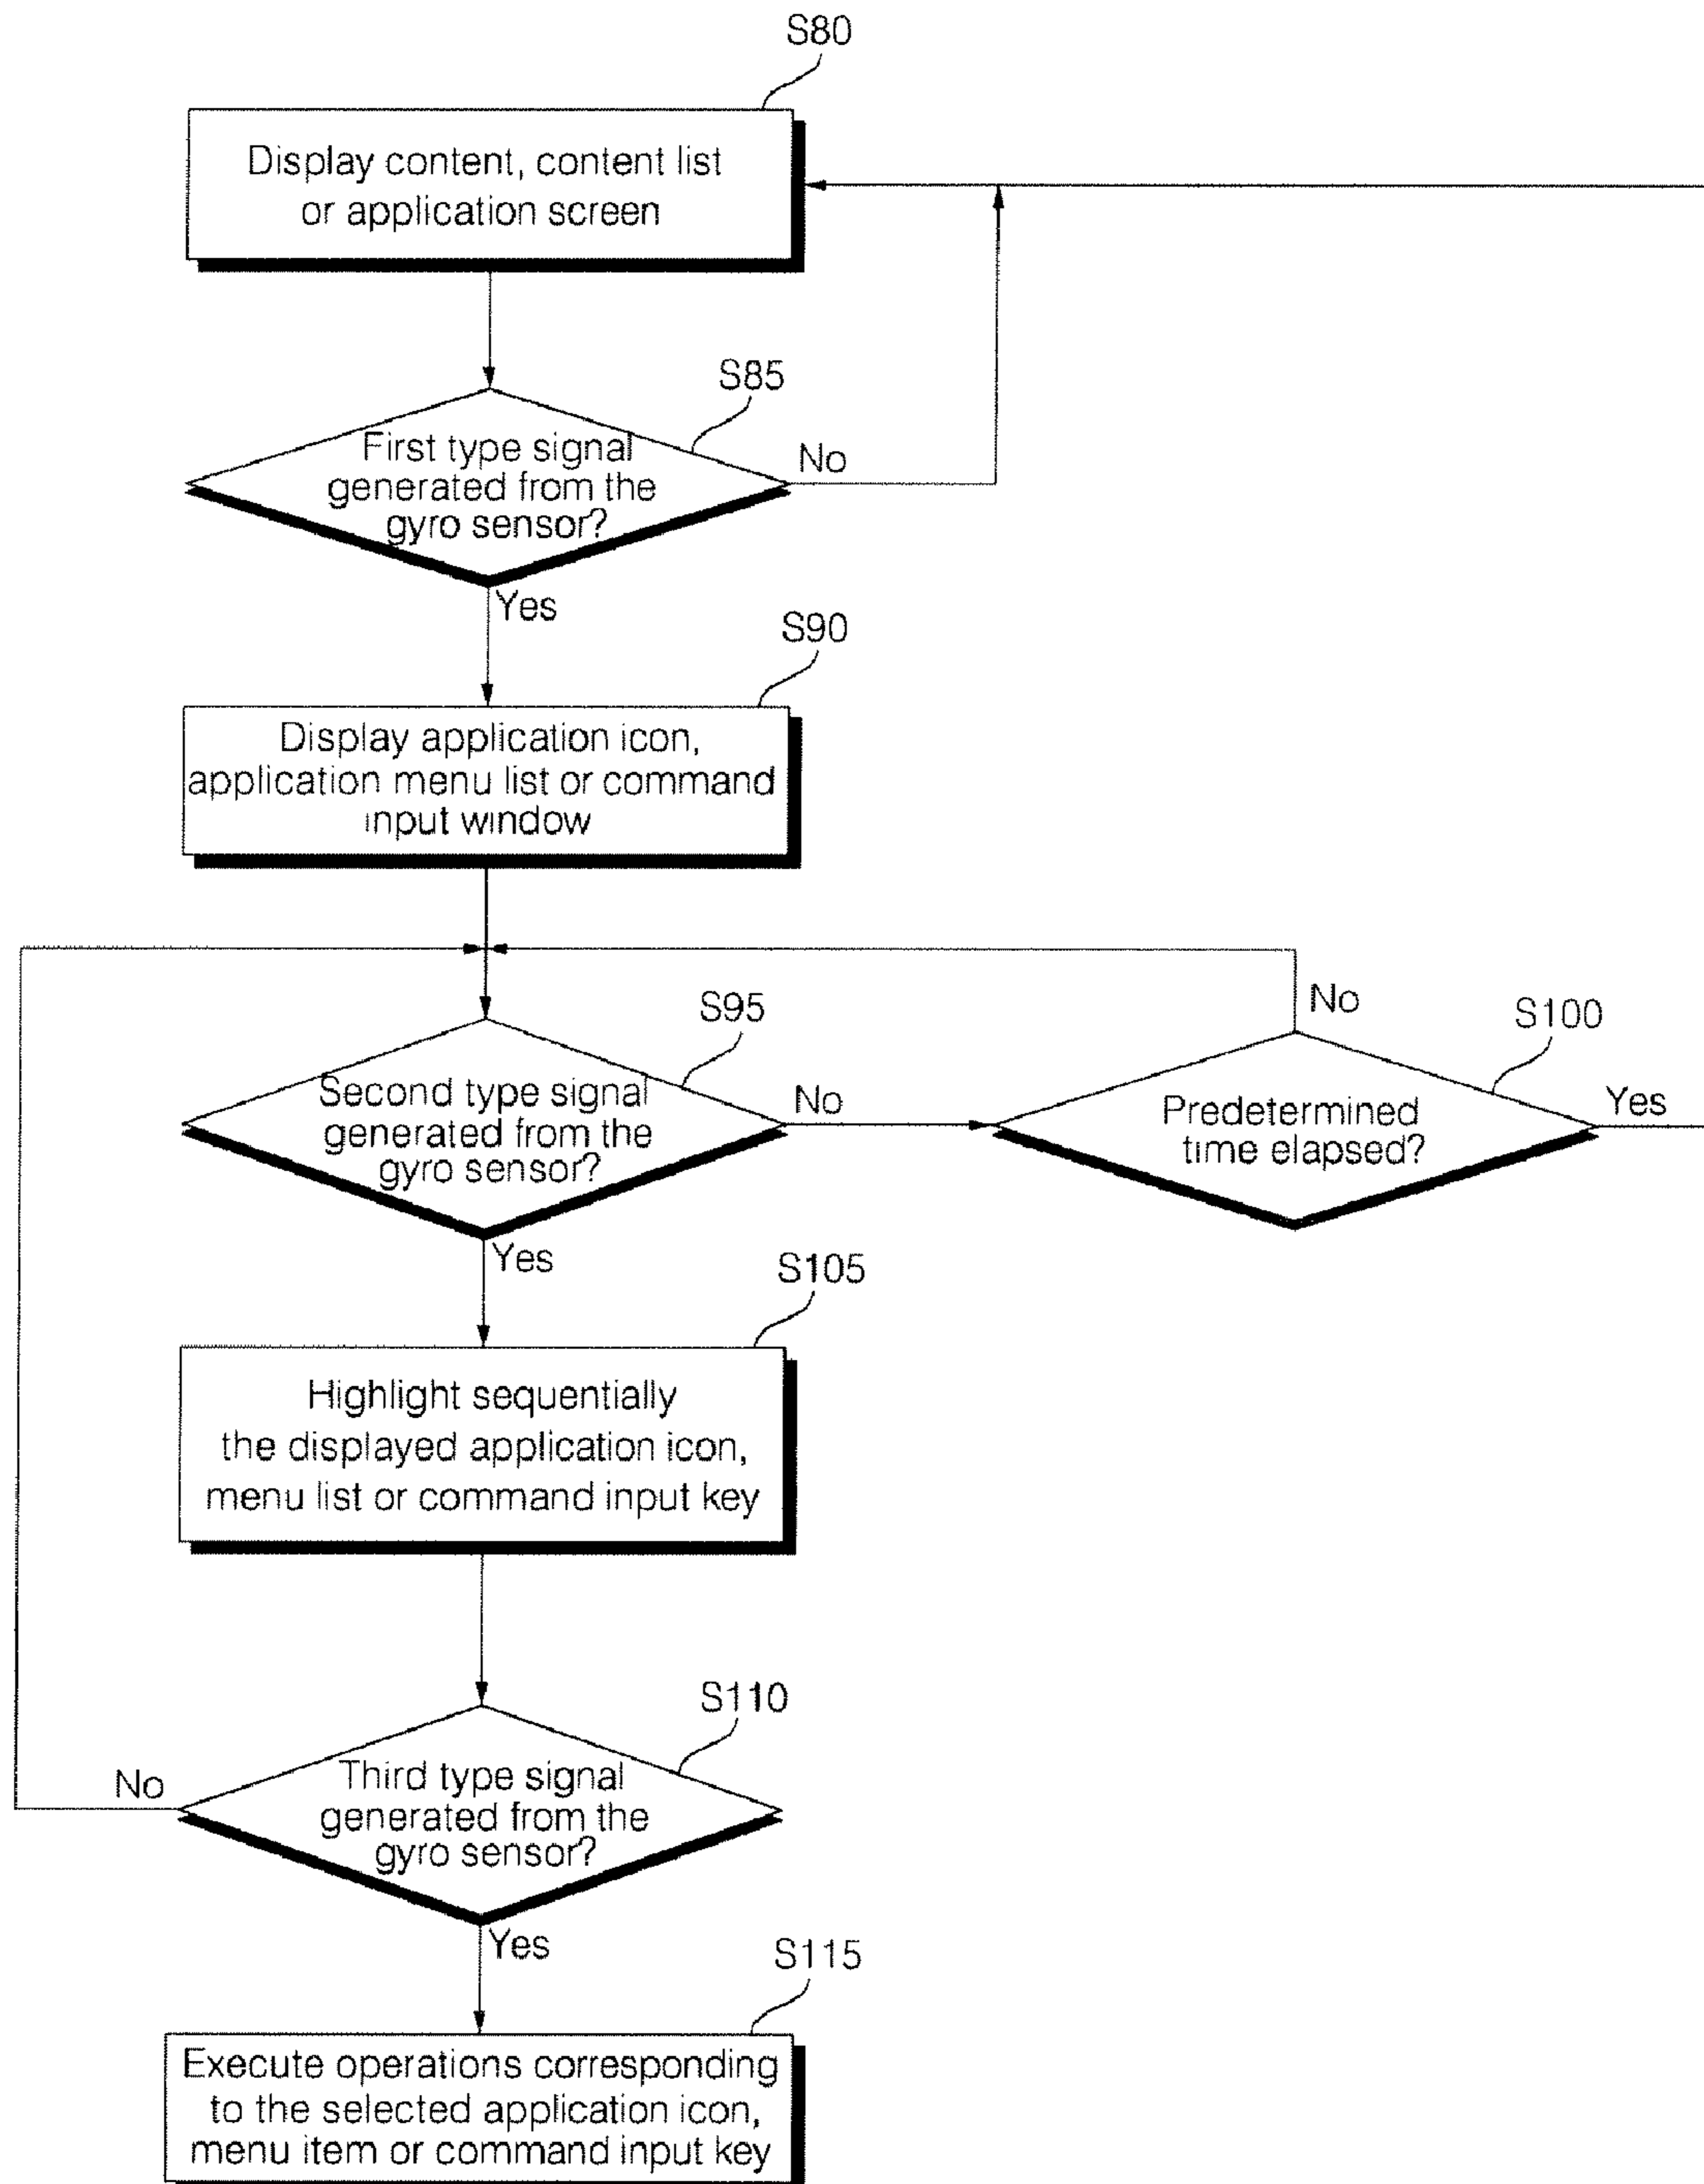 S80
Display content, content list
or application screen
S85
First type signal
generated from the
gyro sensor?
No
Yes
S90
Display application icon,
application menu list or command
input window
S95
Second type signal
generated from the
gyro sensor?
No
Yes
No
S100
Predetermined
time elapsed?
Yes
S105
Highlight sequentially
the displayed application icon,
menu list or command input key
S110
Third type signal
generated from the
gyro sensor?
No
Yes
S115
Execute operations corresponding
to the selected application icon,
menu item or command input key